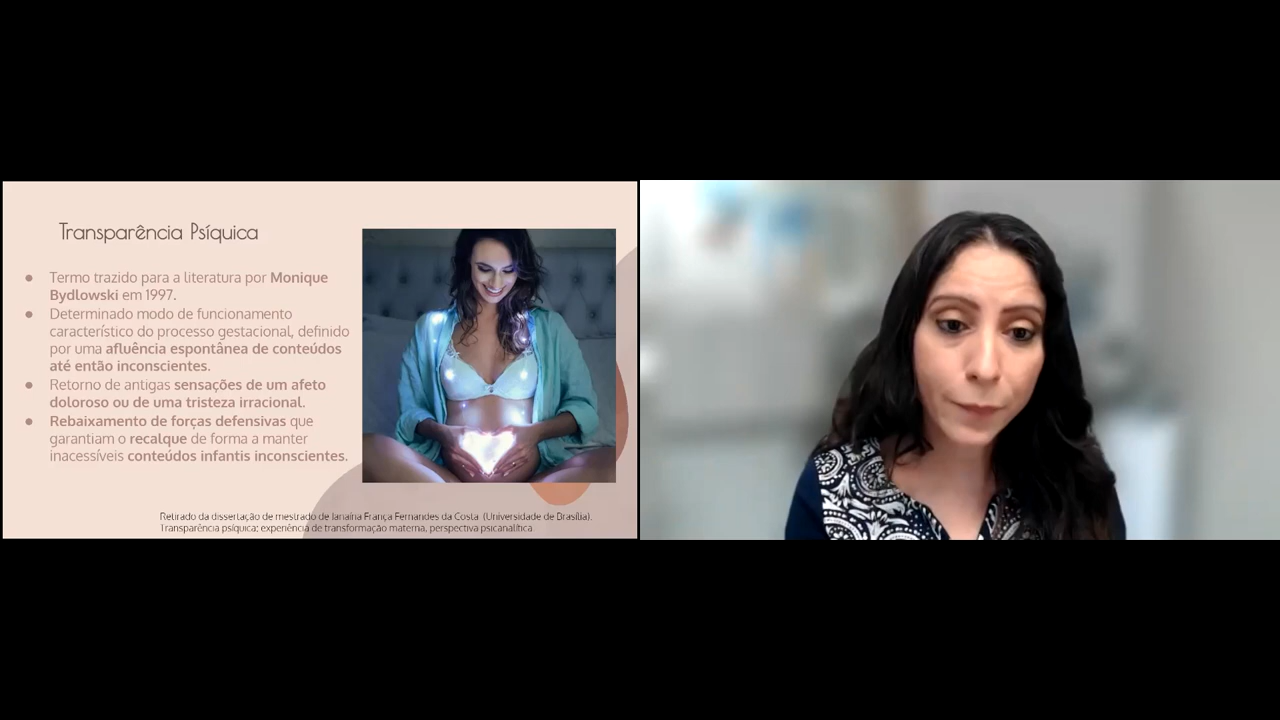 Transparência Psíquica
● Termo trazido para a literatura por Monique
Bydlowski em 1997.
● Determinado modo de funcionamento
característico do processo gestacional, definido
por uma afluência espontânea de conteúdos
até então inconscientes.
● Retorno de antigas sensações de um afeto
doloroso ou de uma tristeza irracional.
● Rebaixamento de forças defensivas que
garantiam o recalque de forma a manter
inacessíveis conteúdos infantis inconscientes.
Retirado da dissertação de mestrado de Ianaína França Fernandes da Costa (Universidade de Brasília).
Transparência psíquica: experiência de transformação materna, perspectiva psicanalítica.